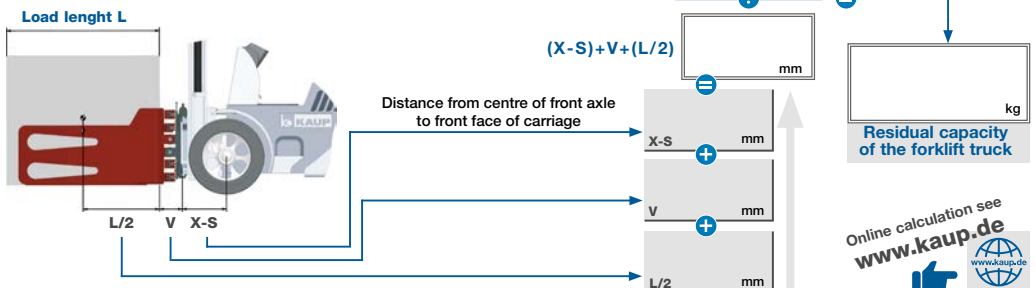 Load lenght L
(X-S)+V+(L/2)
mm
kg
Residual capacity
of the forklift truck
Distance from centre of front axle
to front face of carriage
KAUP
X-S mm
V mm
L/2 mm
L/2 V X-S
Online calculation see
www.kaup.de
www.kaup.de